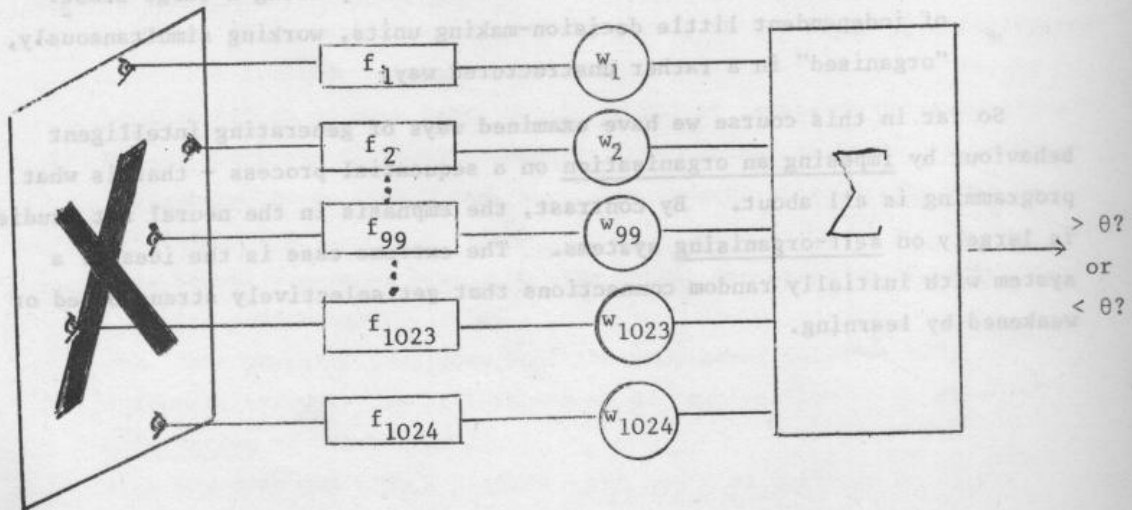 of independent little decision-making units, working simultansously,
"organised" in a rather unstructured way.
So far in this course we have examined ways of generating intelligent
behaviour by imposing an organisation on a sequential process - that is what
programming is all about. By contrast, the emphasis in the neural net studie
is largely on self-organising systems. The extreme case is the idea of a
system with initially random connections that get selectively strengthened or
weakened by learning.
f1 w1
f2 w2
f99 w99 Σ > θ?
or
f1023 w1023 < θ?
f1024 w1024